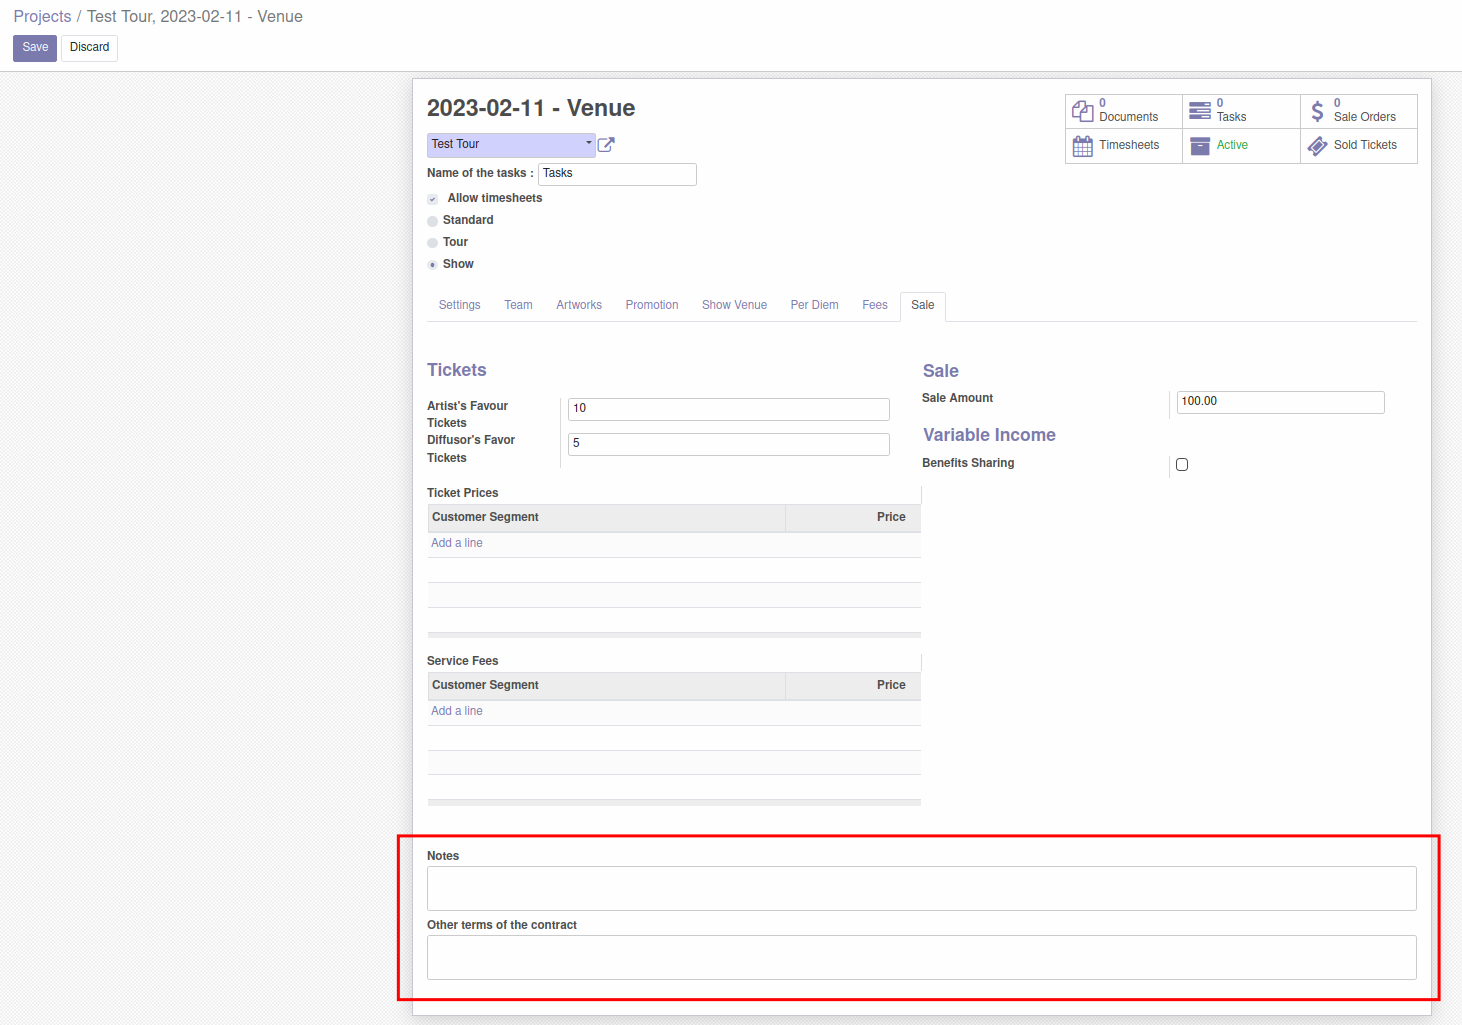 Projects / Test Tour, 2023-02-11 - Venue
Save Discard
2023-02-11 - Venue
0 Documents
0 Tasks
0 Sale Orders
Timesheets
Active
Sold Tickets
Test Tour
Name of the tasks : Tasks
Allow timesheets
Standard
Tour
Show
Settings Team Artworks Promotion Show Venue Per Diem Fees Sale
Tickets
Artist's Favour
Tickets
10
Diffusor's Favor
Tickets
5
Ticket Prices
Customer Segment Price
Add a line
Service Fees
Customer Segment Price
Add a line
Sale
Sale Amount 100.00
Variable Income
Benefits Sharing
Notes
Other terms of the contract